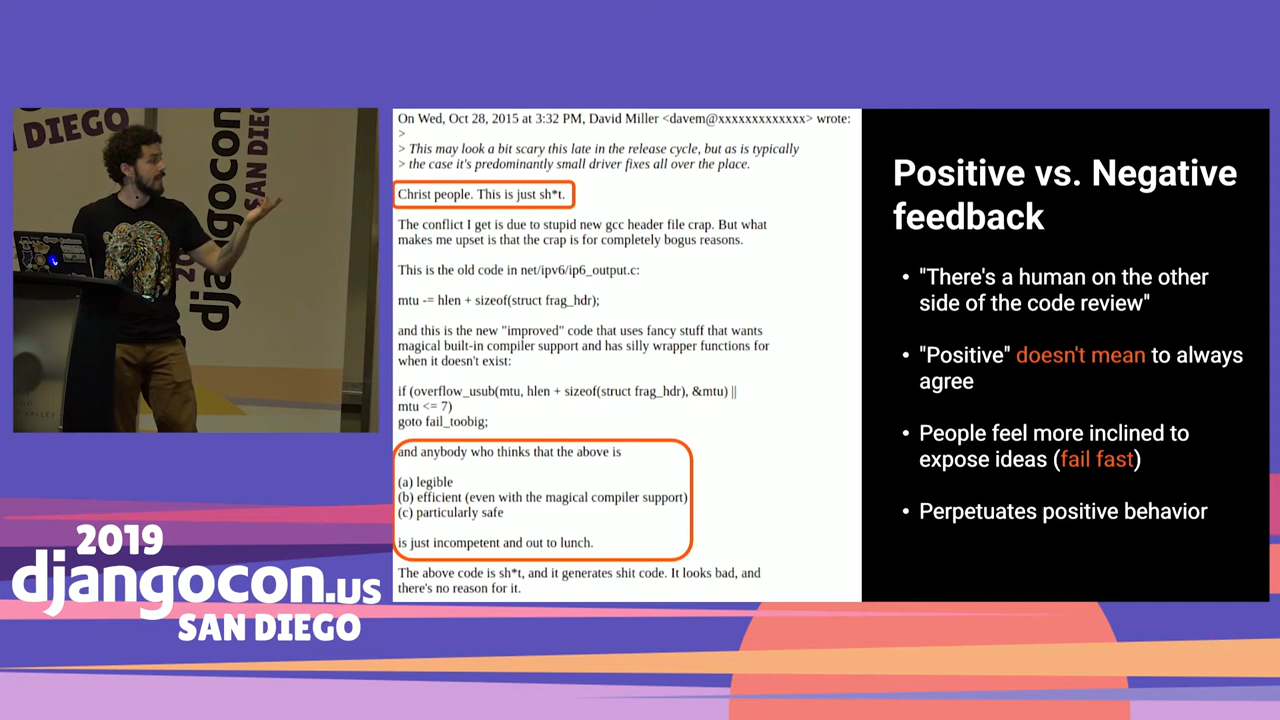 SAN DIEGO
djangocon
SAN DIEGO
2019
djangocon.us
SAN DIEGO
On Wed, Oct 28, 2015 at 3:32 PM, David Miller <davem@xxxxxxxxxxxxx> wrote:
>
> This may look a bit scary this late in the release cycle, but as is typically
> the case it's predominantly small driver fixes all over the place.
Christ people. This is just sh*t.
The conflict I get is due to stupid new gcc header file crap. But what
makes me upset is that the crap is for completely bogus reasons.
This is the old code in net/ipv6/ip6_output.c:
mtu -= hlen + sizeof(struct frag_hdr);
and this is the new "improved" code that uses fancy stuff that wants
magical built-in compiler support and has silly wrapper functions for
when it doesn't exist:
if (overflow_usub(mtu, hlen + sizeof(struct frag_hdr), &mtu) ||
mtu <= 7)
goto fail_toobig;
and anybody who thinks that the above is
(a) legible
(b) efficient (even with the magical compiler support)
(c) particularly safe
is just incompetent and out to lunch.
The above code is sh*t, and it generates shit code. It looks bad, and
there's no reason for it.
Positive vs. Negative
feedback
• "There's a human on the other
side of the code review"
• "Positive" doesn't mean to always
agree
• People feel more inclined to
expose ideas (fail fast)
• Perpetuates positive behavior